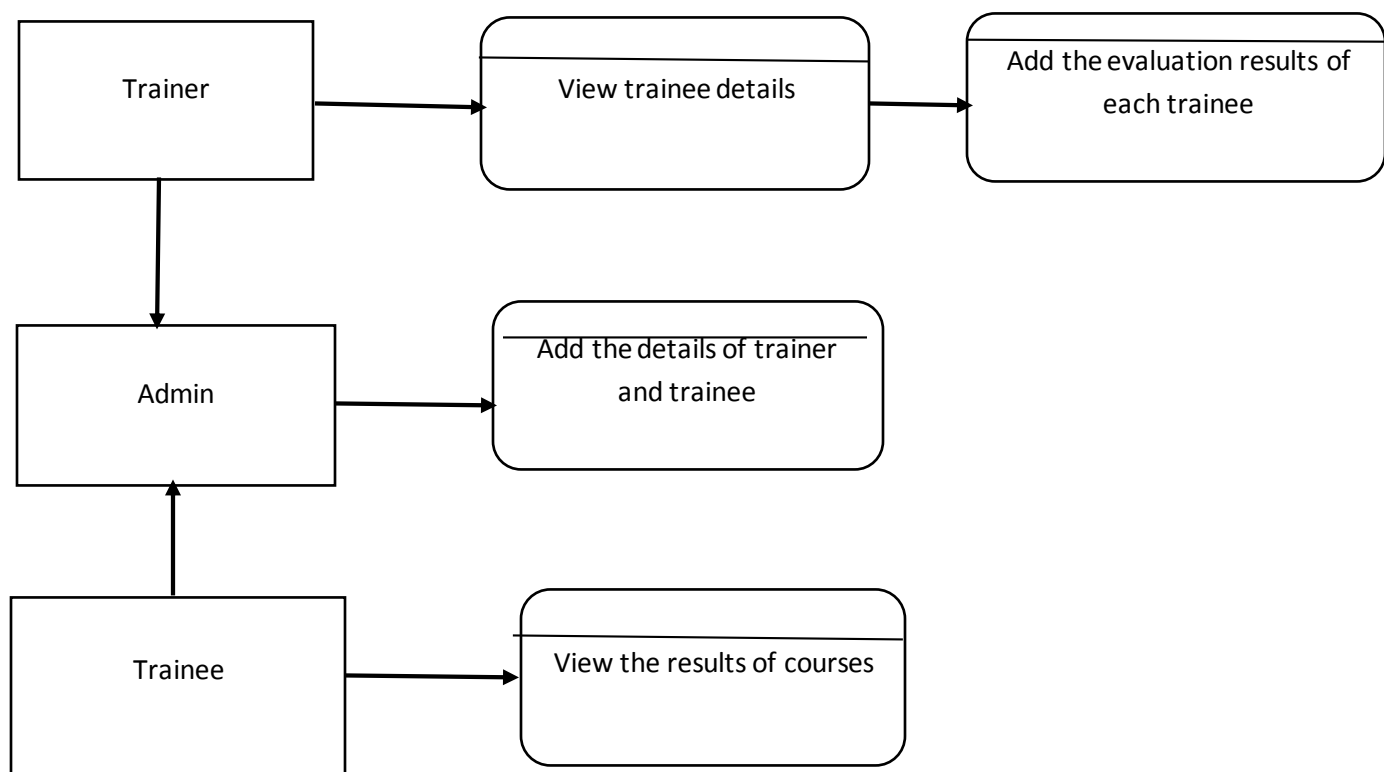 Trainer
View trainee details
Add the evaluation results of
each trainee
Admin
Add the details of trainer
and trainee
Trainee
View the results of courses